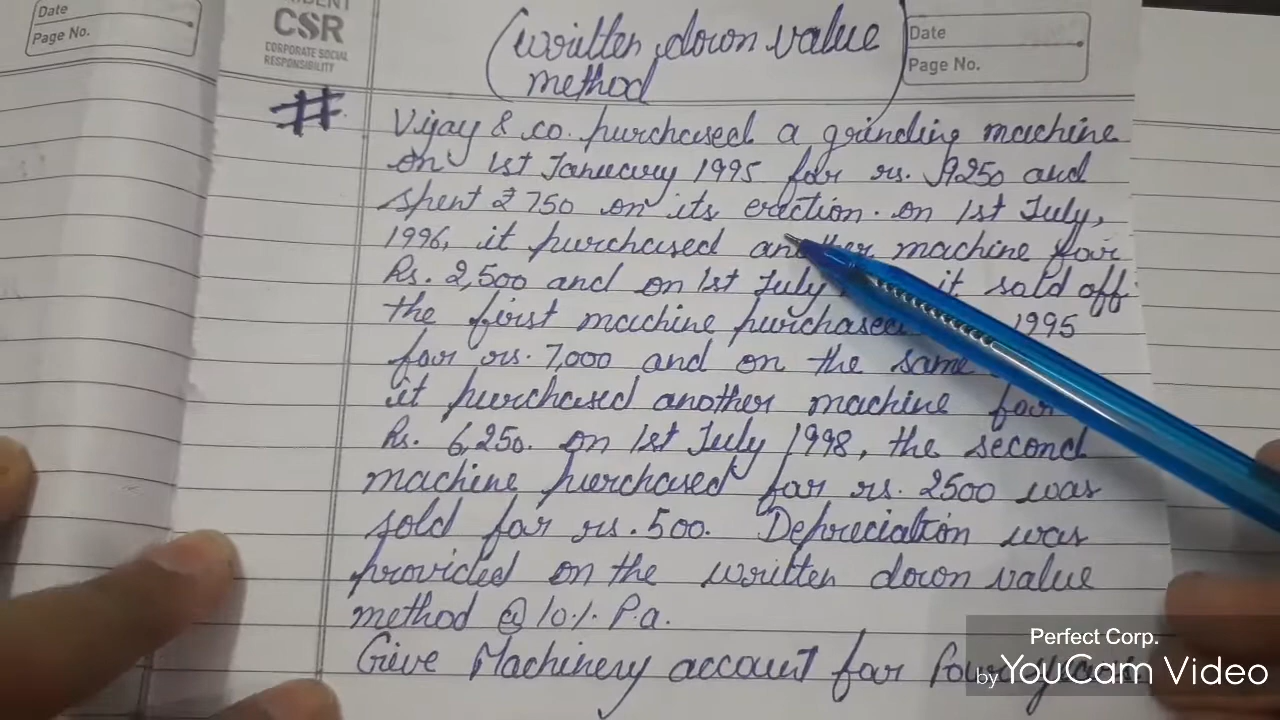 Date
Page No.
CSR
CORPORATE SOCIAL
RESPONSIBILITY
(written down value
method)
Date
Page No.
# Vijay & co. purchased a grinding machine
on 1st January 1995 for rs. 9250 and
spent ₹ 750 on its erection. on 1st July,
1996, it purchased another machine for
Rs. 2,500 and on 1st July it sold off
the first machine purchased 1995
for rs. 7,000 and on the same
it purchased another machine for
Rs. 6,250. on 1st July 1998, the second
machine purchased for rs. 2500 was
sold for rs. 500. Depreciation was
provided on the written down value
method @ 10% P.a.
Give Machinery account for four years.
Perfect Corp.
by YouCam Video